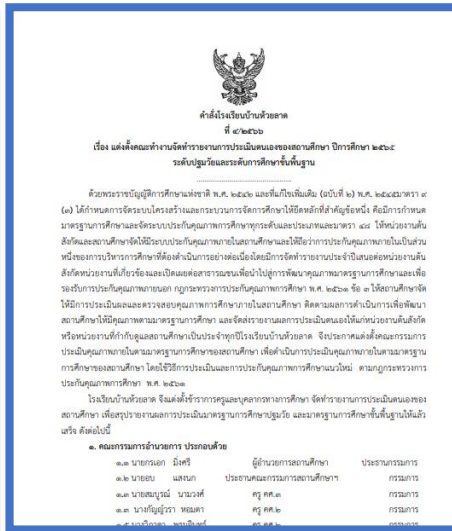 คำสั่งโรงเรียนบ้านห้วยลาด
ที่ ๔/๒๕๖๖
เรื่อง แต่งตั้งคณะทำงานจัดทำรายงานการประเมินตนเองของสถานศึกษา ปีการศึกษา ๒๕๖๕
ระดับปฐมวัยและระดับการศึกษาขั้นพื้นฐาน
ด้วยพระราชบัญญัติการศึกษาแห่งชาติ พ.ศ. ๒๕๔๒ และที่แก้ไขเพิ่มเติม (ฉบับที่ ๒) พ.ศ. ๒๕๔๕มาตรา ๙
(๓) ได้กำหนดการจัดระบบโครงสร้างและกระบวนการจัดการศึกษาให้ยึดหลักที่สำคัญข้อหนึ่ง คือมีการกำหนด
มาตรฐานการศึกษาและจัดระบบประกันคุณภาพการศึกษาทุกระดับและประเภทและมาตรา ๔๘ ให้หน่วยงานต้น
สังกัดและสถานศึกษาจัดให้มีระบบประกันคุณภาพภายในสถานศึกษาและให้ถือว่าการประกันคุณภาพภายในเป็นส่วน
หนึ่งของการบริหารการศึกษาที่ต้องดำเนินการอย่างต่อเนื่องโดยมีการจัดทำรายงานประจำปีเสนอต่อหน่วยงานต้น
สังกัดหน่วยงานที่เกี่ยวข้องและเปิดเผยต่อสาธารณชนเพื่อนำไปสู่การพัฒนาคุณภาพมาตรฐานการศึกษาและเพื่อ
รองรับการประกันคุณภาพภายนอก กฎกระทรวงการประกันคุณภาพการศึกษา พ.ศ. ๒๕๖๑ ข้อ ๓ ให้สถานศึกษาจัด
ให้มีการประเมินผลและตรวจสอบคุณภาพการศึกษาภายในสถานศึกษา ติดตามผลการดำเนินการเพื่อพัฒนา
สถานศึกษาให้มีคุณภาพตามมาตรฐานการศึกษา และจัดส่งรายงานผลการประเมินตนเองให้แก่หน่วยงานต้นสังกัด
หรือหน่วยงานที่กำกับดูแลสถานศึกษาเป็นประจำทุกปีโรงเรียนบ้านห้วยลาด จึงประกาศแต่งตั้งคณะกรรมการ
ประเมินคุณภาพภายในตามมาตรฐานการศึกษาของสถานศึกษา เพื่อดำเนินการประเมินคุณภาพภายในตามมาตรฐาน
การศึกษาของสถานศึกษา โดยใช้วิธีการประเมินและการประกันคุณภาพการศึกษาแนวใหม่ ตามกฎกระทรวงการ
ประกันคุณภาพการศึกษา พ.ศ. ๒๕๖๑
โรงเรียนบ้านห้วยลาด จึงแต่งตั้งข้าราชการครูและบุคลากรทางการศึกษา จัดทำรายงานการประเมินตนเองของ
สถานศึกษา เพื่อสรุปรายงานผลการประเมินมาตรฐานการศึกษาปฐมวัย และมาตรฐานการศึกษาขั้นพื้นฐานให้แล้ว
เสร็จ ดังต่อไปนี้
๑. คณะกรรมการอำนวยการ ประกอบด้วย
๑.๑ นายกรเอก มิ่งศรี ผู้อำนวยการสถานศึกษา ประธานกรรมการ
๑.๒ นายอบ แสงนก ประธานคณะกรรมการสถานศึกษาฯ กรรมการ
๑.๓ นายสมบูรณ์ นามวงศ์ ครู คศ.๓ กรรมการ
๑.๓ นางกัญญ์วรา หอมตา ครู คศ.๒ กรรมการ
ครู คศ.๒ กรรมการ